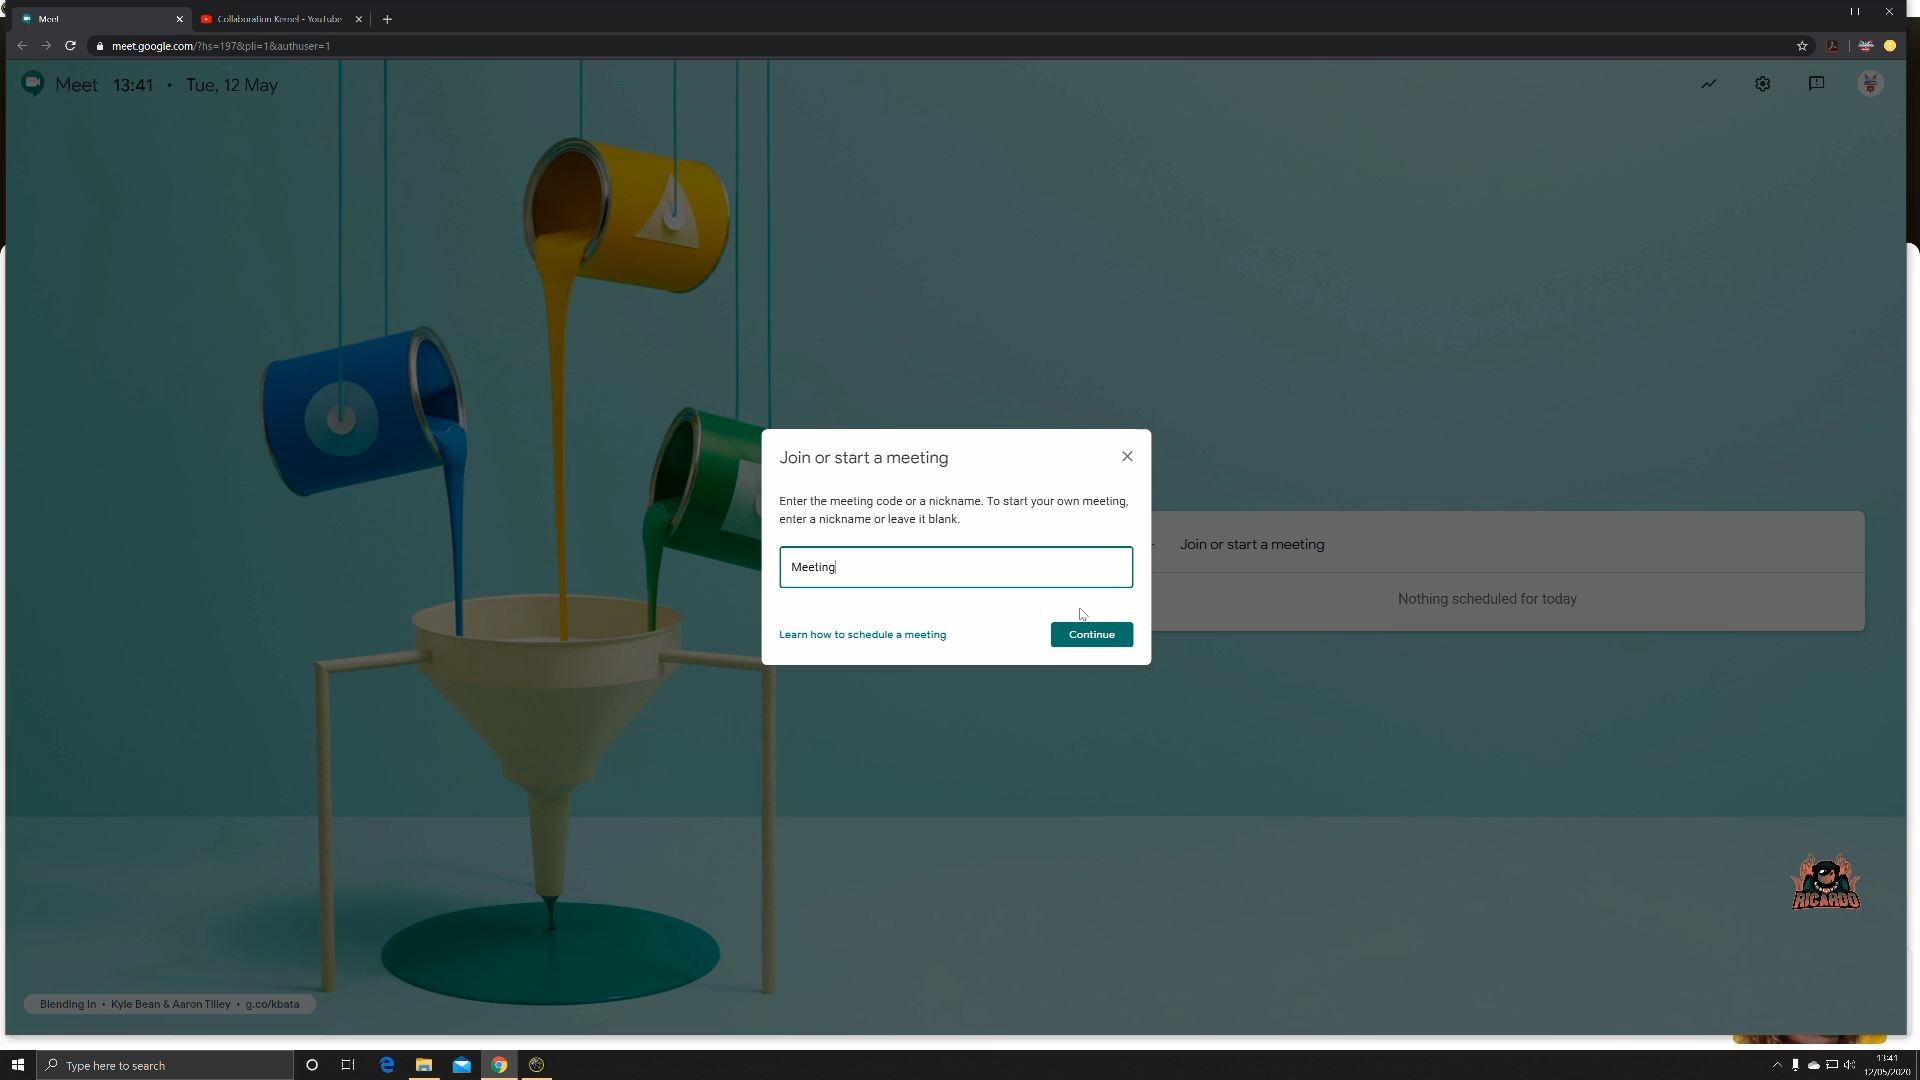 Meet
Collaboration Kernel - YouTube
meet.google.com/?hs=197&pli=1&authuser=1
Meet 13:41 • Tue, 12 May
Join or start a meeting
Enter the meeting code or a nickname. To start your own meeting,
enter a nickname or leave it blank.
Meeting
Learn how to schedule a meeting
Continue
Join or start a meeting
Nothing scheduled for today
RICARDO
Blending In • Kyle Bean & Aaron Tilley • g.co/kbata
Type here to search
13:41
12/05/2020